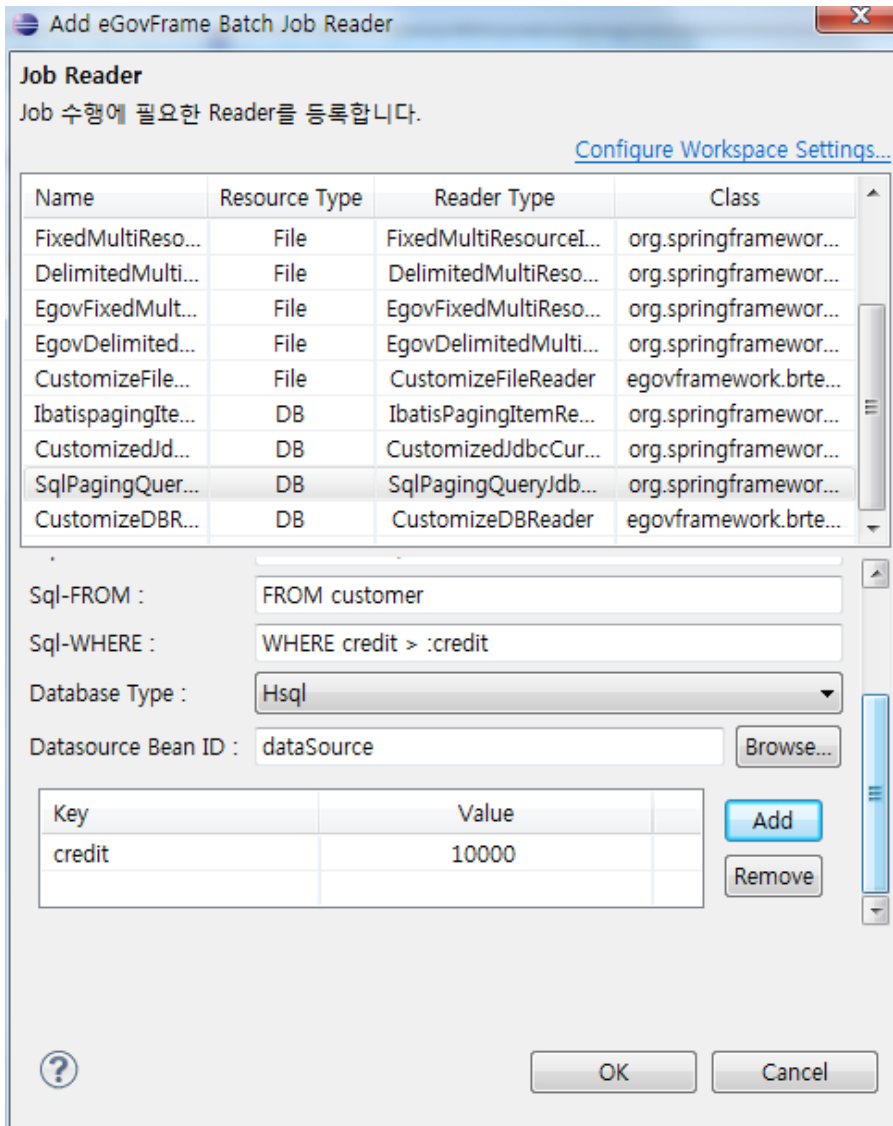 Add eGovFrame Batch Job Reader
Job Reader
Job 수행에 필요한 Reader를 등록합니다.
Configure Workspace Settings...
Name Resource Type Reader Type Class
FixedMultiReso... File FixedMultiResourceI... org.springframewor...
DelimitedMulti... File DelimitedMultiReso... org.springframewor...
EgovFixedMult... File EgovFixedMultiReso... org.springframewor...
EgovDelimited... File EgovDelimitedMulti... org.springframewor...
CustomizeFile... File CustomizeFileReader egovframework.brte...
IbatispagingIte... DB IbatisPagingItemRe... org.springframewor...
CustomizedJd... DB CustomizedJdbcCur... org.springframewor...
SqlPagingQuer... DB SqlPagingQueryJdb... org.springframewor...
CustomizeDBR... DB CustomizeDBReader egovframework.brte...
Sql-FROM : FROM customer
Sql-WHERE : WHERE credit > :credit
Database Type : Hsql
Datasource Bean ID : dataSource Browse...
Key Value Add
credit 10000
Remove
? OK Cancel